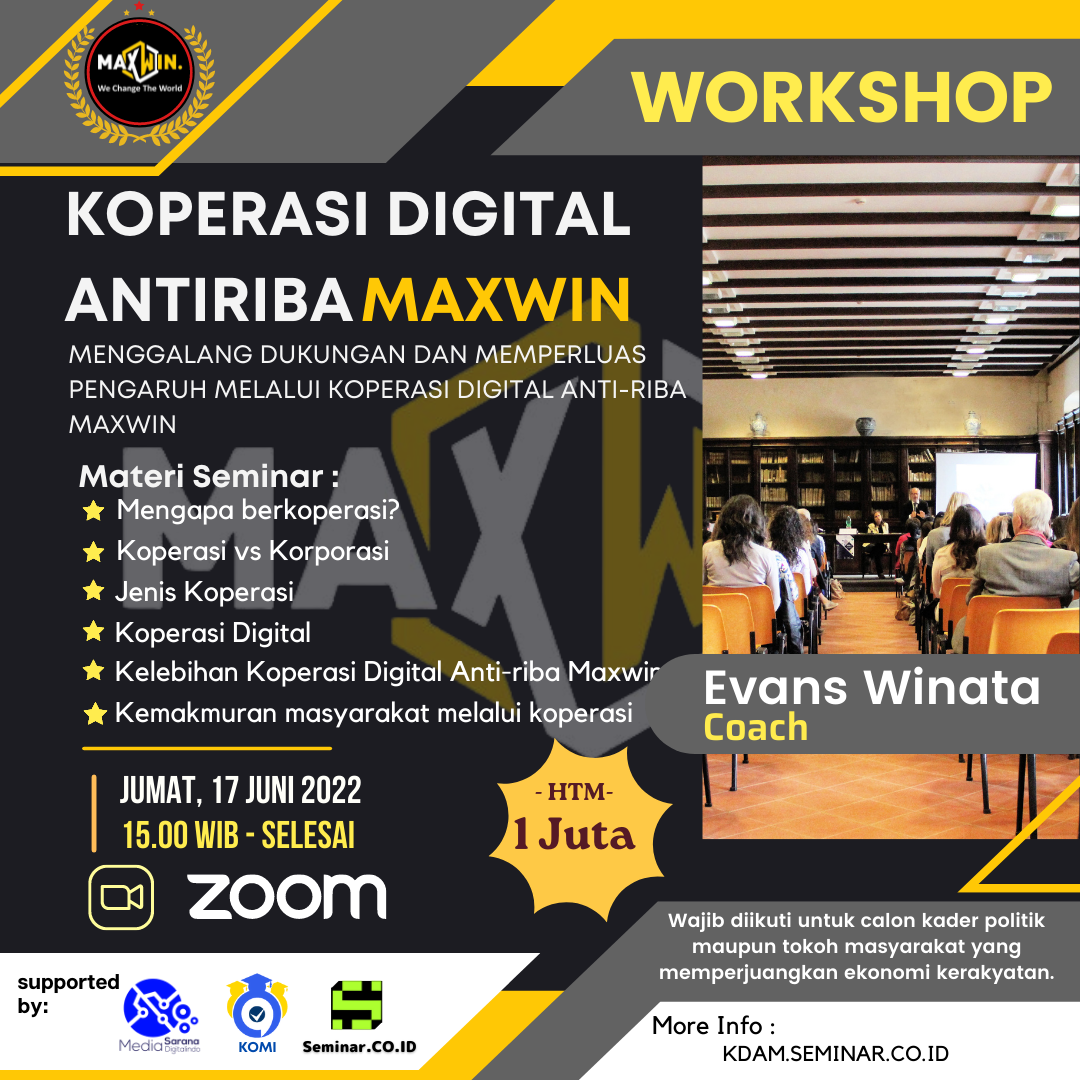 MAXWIN.
We Change The World
WORKSHOP
KOPERASI DIGITAL
ANTIRIBA MAXWIN
MENGGALANG DUKUNGAN DAN MEMPERLUAS
PENGARUH MELALUI KOPERASI DIGITAL ANTI-RIBA
MAXWIN
Materi Seminar :
Mengapa berkoperasi?
Koperasi vs Korporasi
Jenis Koperasi
Koperasi Digital
Kelebihan Koperasi Digital Anti-riba Maxwin
Kemakmuran masyarakat melalui koperasi
Evans Winata
Coach
JUMAT, 17 JUNI 2022
15.00 WIB - SELESAI
zoom
- HTM-
1 Juta
Wajib diikuti untuk calon kader politik
maupun tokoh masyarakat yang
memperjuangkan ekonomi kerakyatan.
supported
by:
Media Sarana
Digitalindo
KOMI
Seminar.CO.ID
More Info :
KDAM.SEMINAR.CO.ID
MAXW